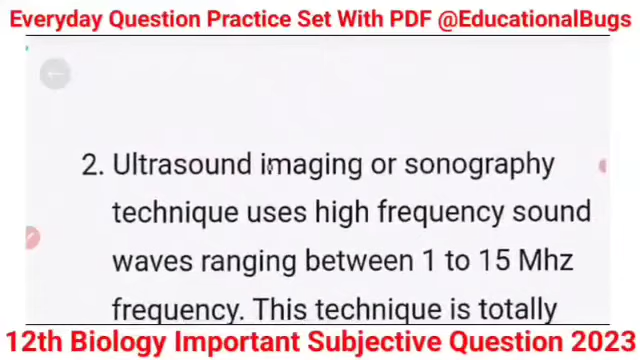 Everyday Question Practice Set With PDF @EducationalBugs
2. Ultrasound imaging or sonography
technique uses high frequency sound
waves ranging between 1 to 15 Mhz
frequency. This technique is totally
12th Biology Important Subjective Question 2023